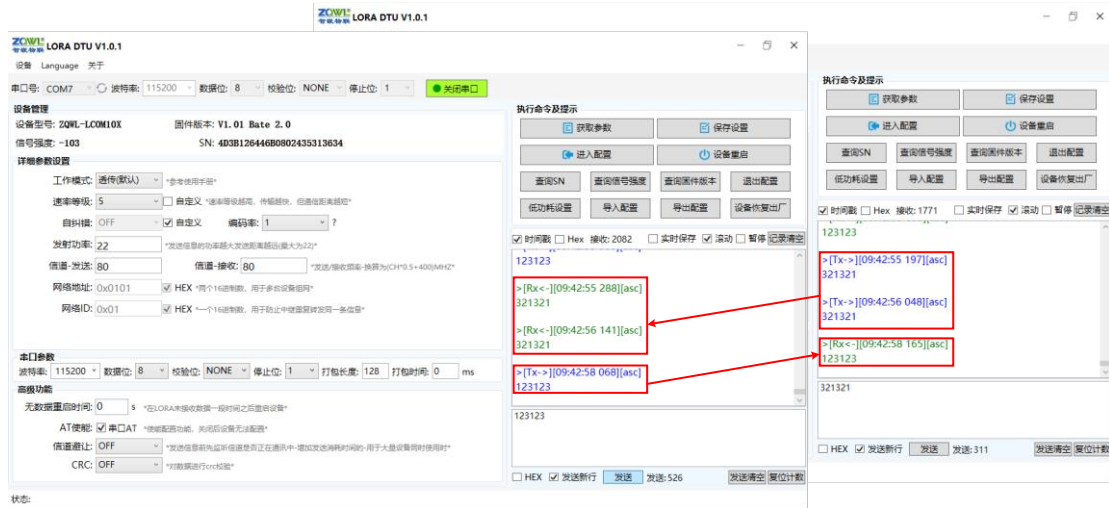 ZQWL 智嵌物联 LORA DTU V1.0.1
ZQWL 智嵌物联 LORA DTU V1.0.1
设备 Language 关于
串口号: COM7 波特率: 115200 数据位: 8 校验位: NONE 停止位: 1 关闭串口
设备管理
设备型号: ZQWL-LCOM10X 固件版本: V1.01 Bate 2.0
信号强度: -103 SN: 4D3B126446B0802435313634
详细参数设置
工作模式: 透传(默认) *参考使用手册*
速率等级: 5 自定义 *速率等级越高，传输越快，但通信距离越短*
自纠错: OFF 自定义 编码率: 1 ?
发射功率: 22 *发送信息的功率越大发送距离越远(最大为22)*
信道-发送: 80 信道-接收: 80 *发送/接收频率-换算为(CH*0.5+400)MHZ*
网络地址: 0x0101 HEX *两个16进制数，用于多台设备组网*
网络ID: 0x01 HEX *一个16进制数，用于防止中继重复转发同一条信息*
串口参数
波特率: 115200 数据位: 8 校验位: NONE 停止位: 1 打包长度: 128 打包时间: 0 ms
高级功能
无数据重启时间: 0 s *在LORA未接收数据一段时间之后重启设备*
AT使能: 串口AT *使能配置功能，关闭后设备无法配置*
信道避让: OFF *发送信息前先监听信道是否正在通讯中-增加发送消耗时间的-用于大量设备同时使用时*
CRC: OFF *对数据进行crc校验*
状态:
执行命令及提示
获取参数 保存设置
进入配置 设备重启
查询SN 查询信号强度 查询固件版本 退出配置
低功耗设置 导入配置 导出配置 设备恢复出厂
时间戳 Hex 接收: 2082 实时保存 滚动 暂停 记录清空
123123
>[Rx<-][09:42:55 288][asc]
321321
>[Rx<-][09:42:56 141][asc]
321321
>[Tx->][09:42:58 068][asc]
123123
123123
HEX 发送新行 发送 发送: 526 发送清空 复位计数
执行命令及提示
获取参数 保存设置
进入配置 设备重启
查询SN 查询信号强度 查询固件版本 退出配置
低功耗设置 导入配置 导出配置 设备恢复出厂
时间戳 Hex 接收: 1771 实时保存 滚动 暂停 记录清空
123123
>[Tx->][09:42:55 197][asc]
321321
>[Tx->][09:42:56 048][asc]
321321
>[Rx<-][09:42:58 165][asc]
123123
321321
HEX 发送新行 发送 发送: 311 发送清空 复位计数